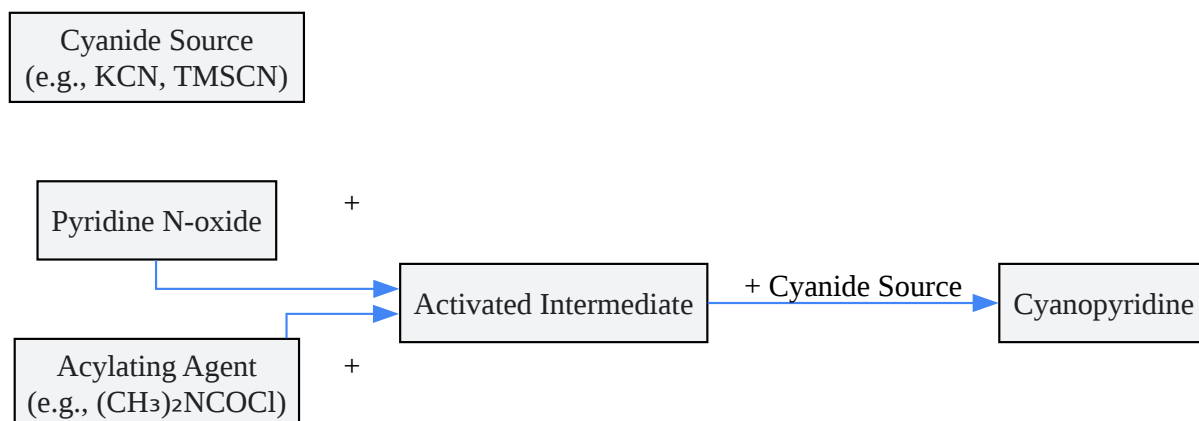 Cyanide Source
(e.g., KCN, TMSCN)
Pyridine N-oxide
+
Activated Intermediate
+ Cyanide Source
Cyanopyridine
Acylating Agent
(e.g., (CH₃)₂NCOCl)
+